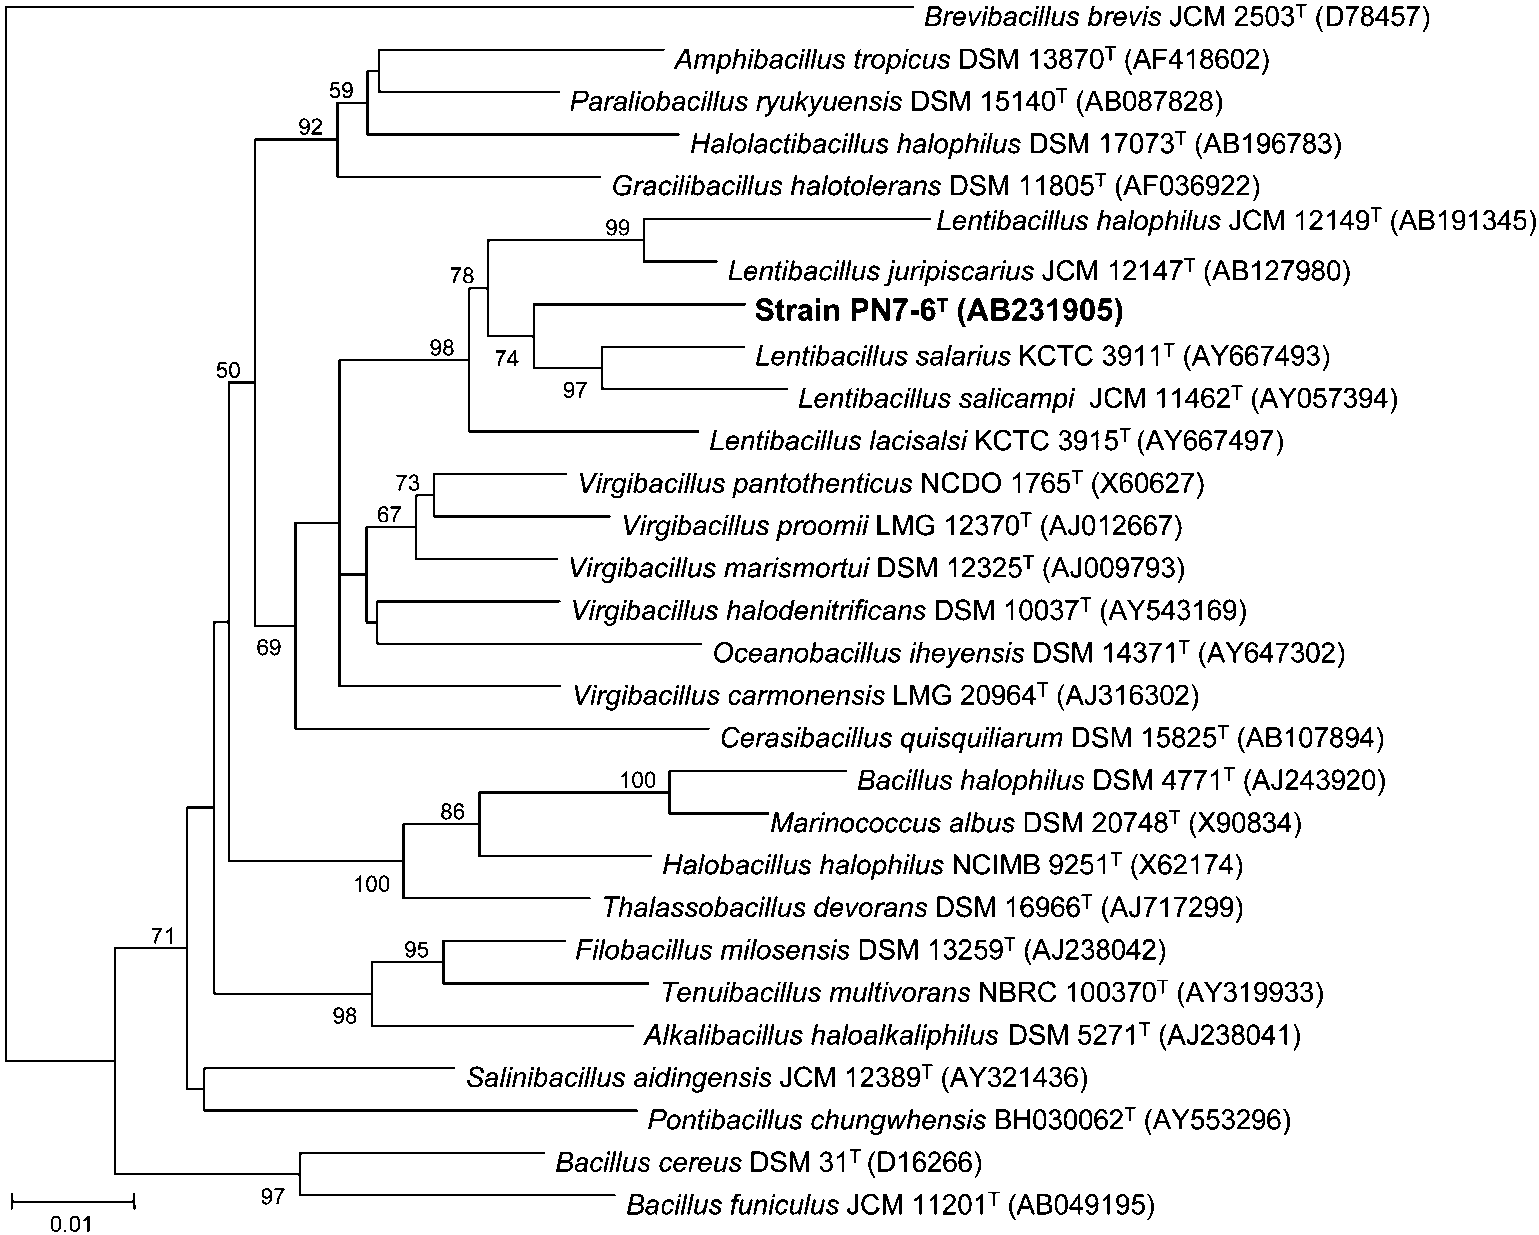 Brevibacillus brevis JCM 2503ᵀ (D78457)
Amphibacillus tropicus DSM 13870ᵀ (AF418602)
59
Paraliobacillus ryukyuensis DSM 15140ᵀ (AB087828)
92
Halolactibacillus halophilus DSM 17073ᵀ (AB196783)
Gracilibacillus halotolerans DSM 11805ᵀ (AF036922)
99
Lentibacillus halophilus JCM 12149ᵀ (AB191345)
78
Lentibacillus juripiscarius JCM 12147ᵀ (AB127980)
Strain PN7-6ᵀ (AB231905)
98
74
Lentibacillus salarius KCTC 3911ᵀ (AY667493)
50
97
Lentibacillus salicampi JCM 11462ᵀ (AY057394)
Lentibacillus lacisalsi KCTC 3915ᵀ (AY667497)
73
Virgibacillus pantothenticus NCDO 1765ᵀ (X60627)
67
Virgibacillus proomii LMG 12370ᵀ (AJ012667)
Virgibacillus marismortui DSM 12325ᵀ (AJ009793)
Virgibacillus halodenitrificans DSM 10037ᵀ (AY543169)
69
Oceanobacillus iheyensis DSM 14371ᵀ (AY647302)
Virgibacillus carmonensis LMG 20964ᵀ (AJ316302)
Cerasibacillus quisquiliarum DSM 15825ᵀ (AB107894)
100
Bacillus halophilus DSM 4771ᵀ (AJ243920)
86
Marinococcus albus DSM 20748ᵀ (X90834)
Halobacillus halophilus NCIMB 9251ᵀ (X62174)
100
Thalassobacillus devorans DSM 16966ᵀ (AJ717299)
71
95
Filobacillus milosensis DSM 13259ᵀ (AJ238042)
Tenuibacillus multivorans NBRC 100370ᵀ (AY319933)
98
Alkalibacillus haloalkaliphilus DSM 5271ᵀ (AJ238041)
Salinibacillus aidingensis JCM 12389ᵀ (AY321436)
Pontibacillus chungwhensis BH030062ᵀ (AY553296)
Bacillus cereus DSM 31ᵀ (D16266)
97
Bacillus funiculus JCM 11201ᵀ (AB049195)
0.01